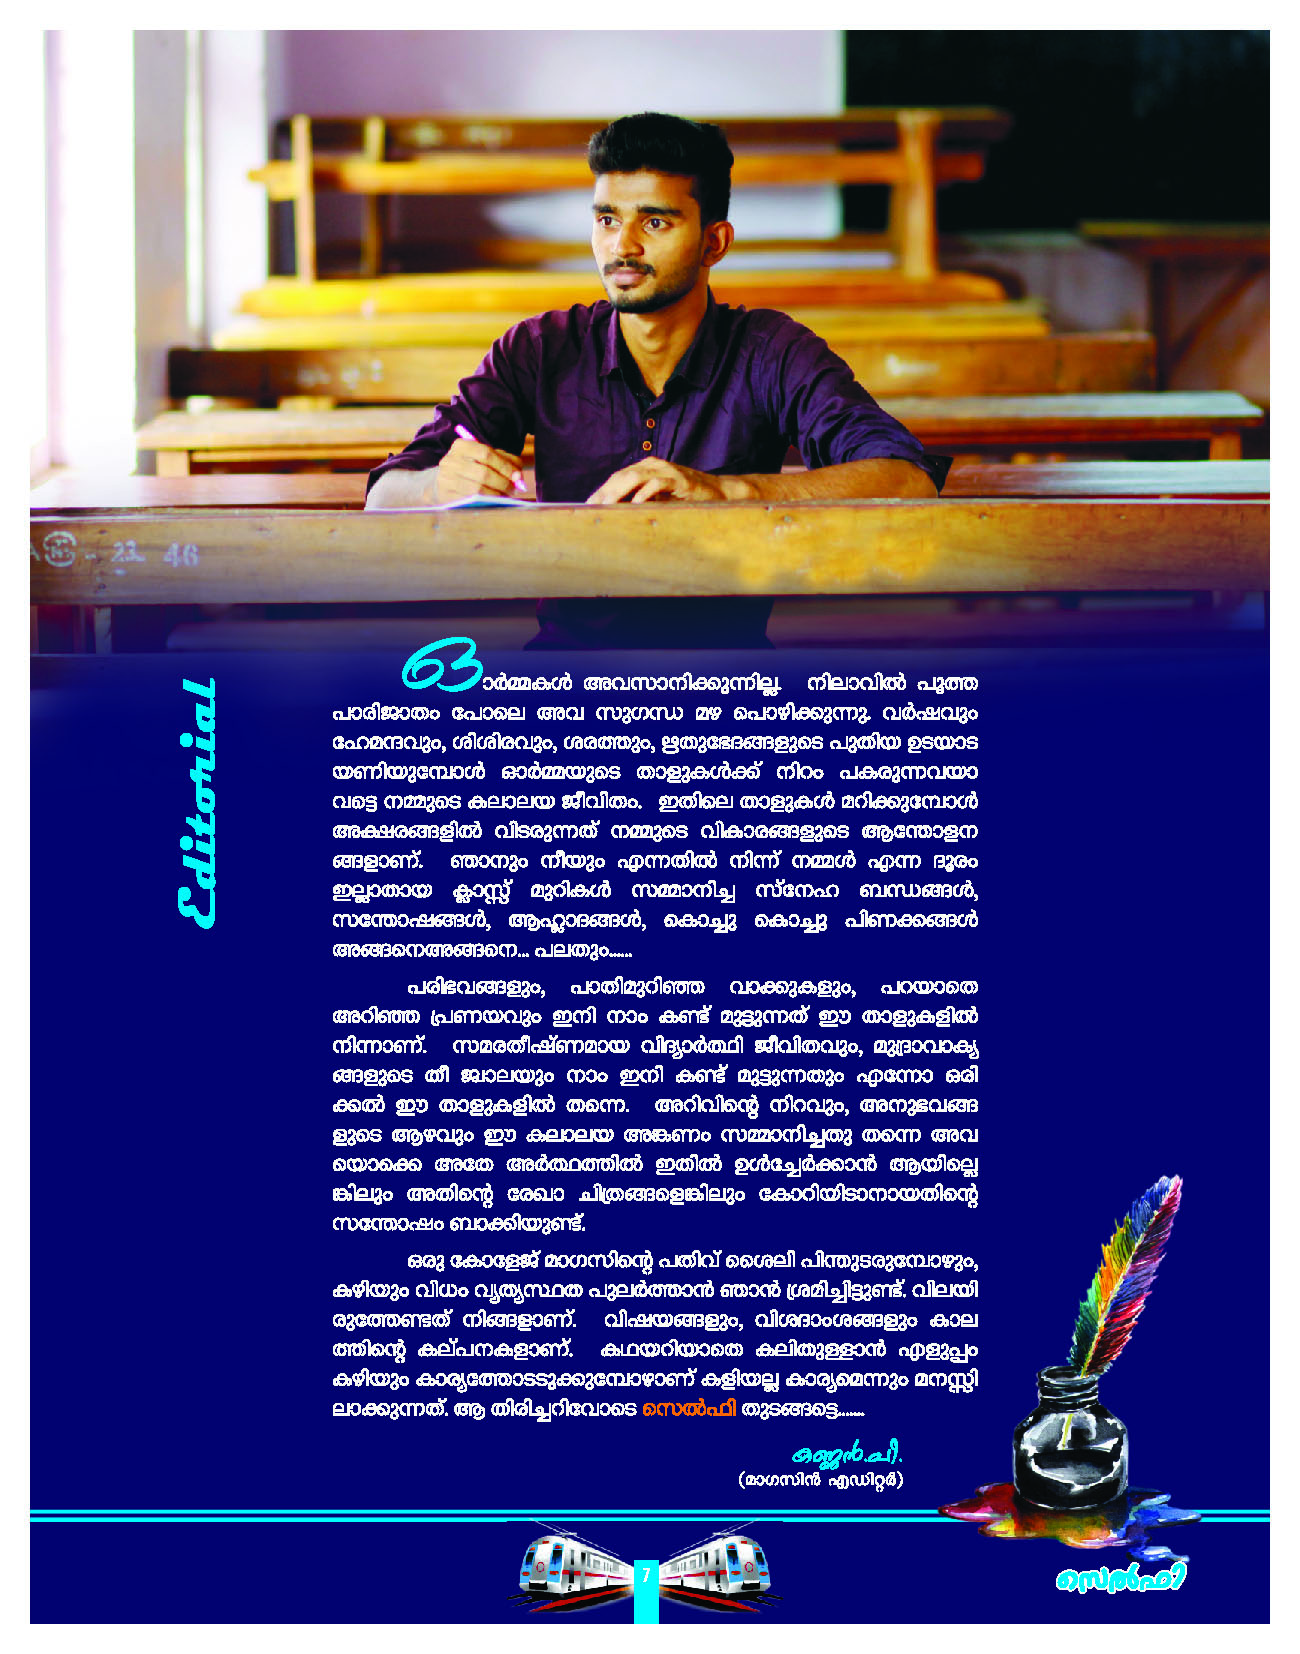 Editorial
ഓർമ്മകൾ അവസാനിക്കുന്നില്ല. നിലാവിൽ പൂത്ത
പാരിജാതം പോലെ അവ സുഗന്ധ മഴ പൊഴിക്കുന്നു. വർഷവും
ഹേമന്ദവും, ശിശിരവും, ശരത്തും, ഋതുഭേദങ്ങളുടെ പുതിയ ഉടയാട
യണിയുമ്പോൾ ഓർമ്മയുടെ താളുകൾക്ക് നിറം പകരുന്നവയാ
വട്ടെ നമ്മുടെ കലാലയ ജീവിതം. ഇതിലെ താളുകൾ മറിക്കുമ്പോൾ
അക്ഷരങ്ങളിൽ വിടരുന്നത് നമ്മുടെ വികാരങ്ങളുടെ ആന്തോളന
ങ്ങളാണ്. ഞാനും നീയും എന്നതിൽ നിന്ന് നമ്മൾ എന്ന ദൂരം
ഇല്ലാതായ ക്ലാസ്സ് മുറികൾ സമ്മാനിച്ച സ്നേഹ ബന്ധങ്ങൾ,
സന്തോഷങ്ങൾ, ആഹ്ലാദങ്ങൾ, കൊച്ചു കൊച്ചു പിണക്കങ്ങൾ
അങ്ങനെഅങ്ങനെ... പലതും......
പരിഭവങ്ങളും, പാതിമുറിഞ്ഞ വാക്കുകളും, പറയാതെ
അറിഞ്ഞ പ്രണയവും ഇനി നാം കണ്ട് മുട്ടുന്നത് ഈ താളുകളിൽ
നിന്നാണ്. സമരതീഷ്ണമായ വിദ്യാർത്ഥി ജീവിതവും, മുദ്രാവാക്യ
ങ്ങളുടെ തീ ജ്വാലയും നാം ഇനി കണ്ട് മുട്ടുന്നതും എന്നോ ഒരി
ക്കൽ ഈ താളുകളിൽ തന്നെ. അറിവിന്റെ നിറവും, അനുഭവങ്ങ
ളുടെ ആഴവും ഈ കലാലയ അങ്കണം സമ്മാനിച്ചതു തന്നെ അവ
യൊക്കെ അതേ അർത്ഥത്തിൽ ഇതിൽ ഉൾച്ചേർക്കാൻ ആയില്ലെ
ങ്കിലും അതിന്റെ രേഖാ ചിത്രങ്ങളെങ്കിലും കോറിയിടാനായതിന്റെ
സന്തോഷം ബാക്കിയുണ്ട്.
ഒരു കോളേജ് മാഗസിന്റെ പതിവ് ശൈലി പിന്തുടരുമ്പോഴും,
കഴിയും വിധം വ്യത്യസ്ഥത പുലർത്താൻ ഞാൻ ശ്രമിച്ചിട്ടുണ്ട്. വിലയി
രുത്തേണ്ടത് നിങ്ങളാണ്. വിഷയങ്ങളും, വിശദാംശങ്ങളും കാല
ത്തിന്റെ കല്പനകളാണ്. കഥയറിയാതെ കലിതുള്ളാൻ എളുപ്പം
കഴിയും കാര്യത്തോടടുക്കുമ്പോഴാണ് കളിയല്ല കാര്യമെന്നും മനസ്സി
ലാക്കുന്നത്. ആ തിരിച്ചറിവോടെ സെൽഫി തുടങ്ങട്ടെ.......
കണ്ണൻ.പി.
(മാഗസിൻ എഡിറ്റർ)
7
സെൽഫി